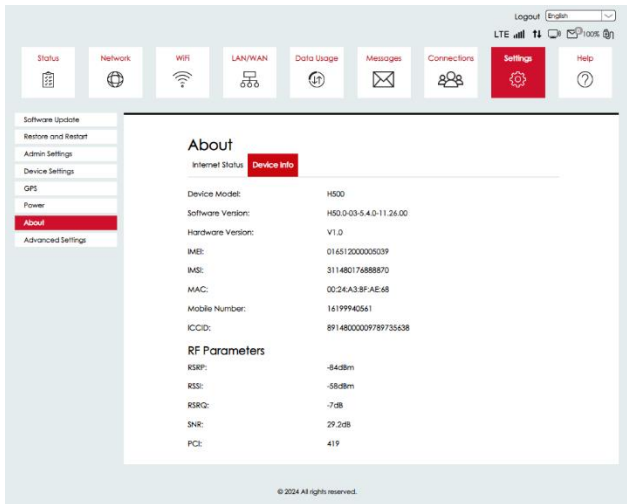 Logout English
LTE 100%
Status Network WiFi LAN/WAN Data Usage Messages Connections Settings Help
Software Update
Restore and Restart
Admin Settings
Device Settings
GPS
Power
About
Advanced Settings
About
Internet Status Device Info
Device Model: H500
Software Version: H50.0-03-5.4.0-11.26.00
Hardware Version: V1.0
IMEI: 016512000005039
IMSI: 311480176888870
MAC: 00:24:A3:BF:AE:68
Mobile Number: 16199940561
ICCID: 89148000009789735638
RF Parameters
RSRP: -84dBm
RSSI: -58dBm
RSRQ: -7dB
SNR: 29.2dB
PCI: 419
© 2024 All rights reserved.